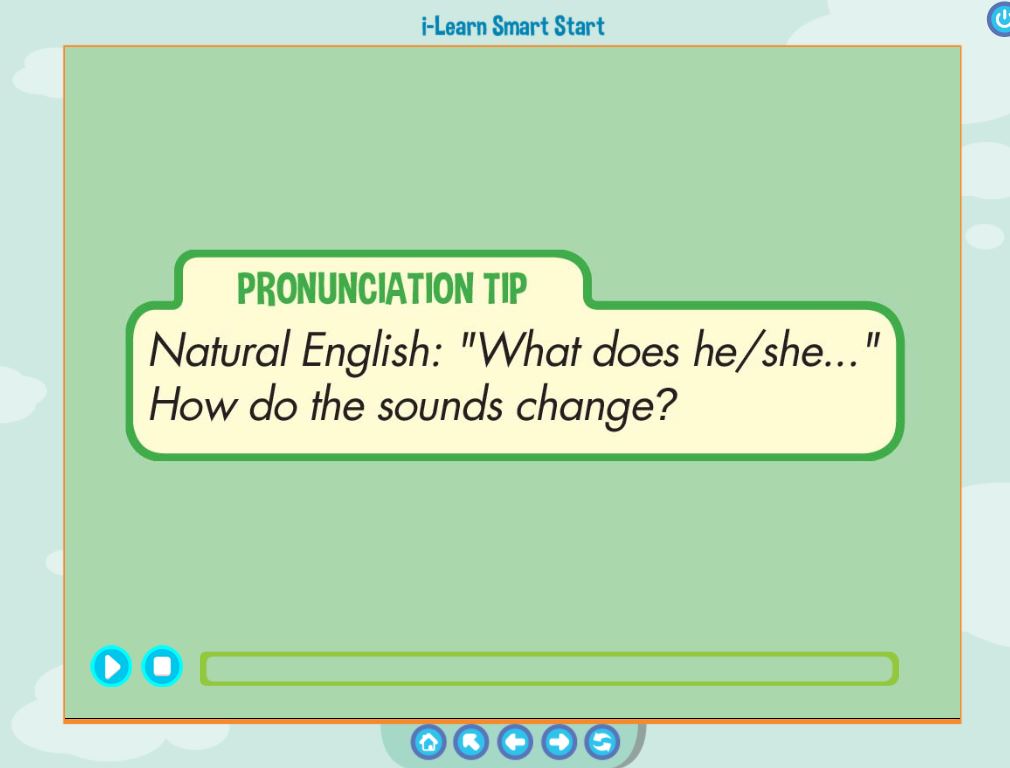 i-Learn Smart Start
PRONUNCIATION TIP
Natural English: "What does he/she..."
How do the sounds change?